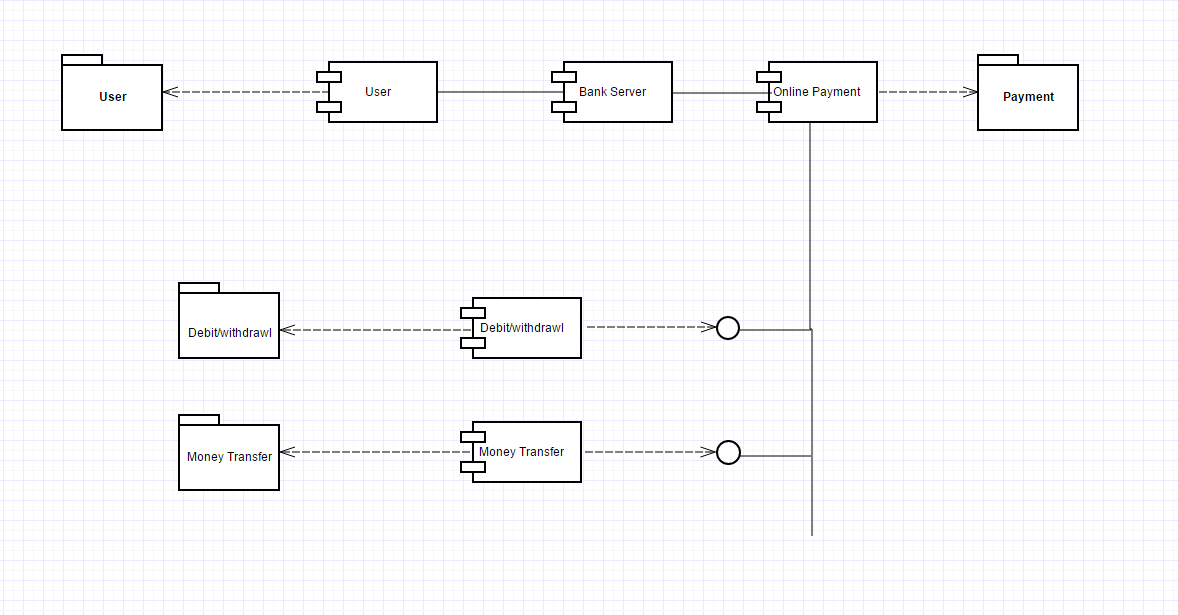 User
User
Bank Server
Online Payment
Payment
Debit/withdrawl
Debit/withdrawl
Money Transfer
Money Transfer